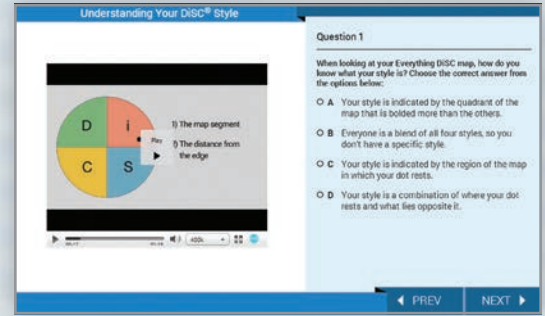 Understanding Your DiSC® Style
D
i
C
S
1) The map segment
Play
2) The distance from
the edge
Question 1
When looking at your Everything DiSC map, how do you
know what your style is? Choose the correct answer from
the options below:
A Your style is indicated by the quadrant of the
map that is bolded more than the others.
B Everyone is a blend of all four styles, so you
don't have a specific style.
C Your style is indicated by the region of the map
in which your dot rests.
D Your style is a combination of where your dot
rests and what lies opposite it.
PREV
NEXT